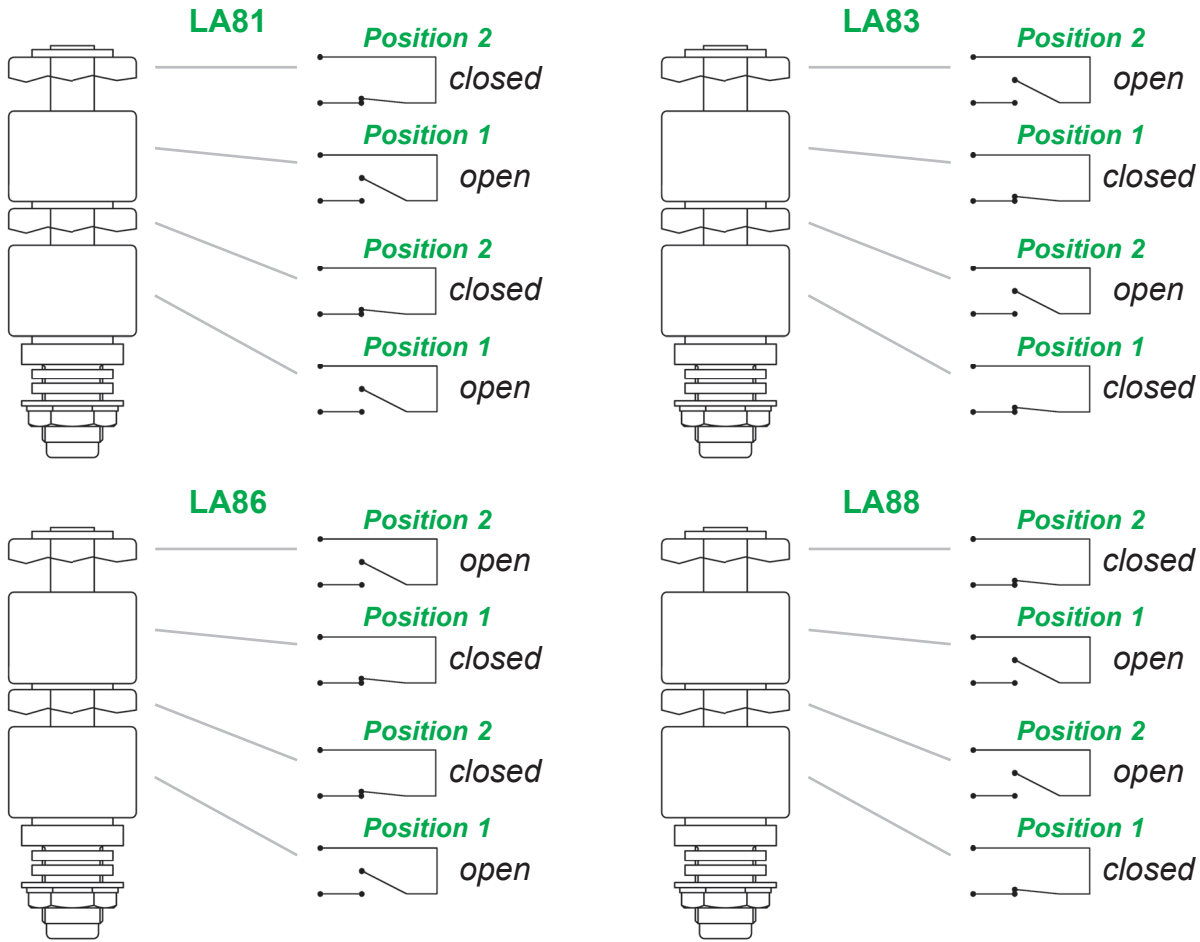 LA81
Position 2
closed
Position 1
open
Position 2
closed
Position 1
open
LA83
Position 2
open
Position 1
closed
Position 2
open
Position 1
closed
LA86
Position 2
open
Position 1
closed
Position 2
closed
Position 1
open
LA88
Position 2
closed
Position 1
open
Position 2
open
Position 1
closed